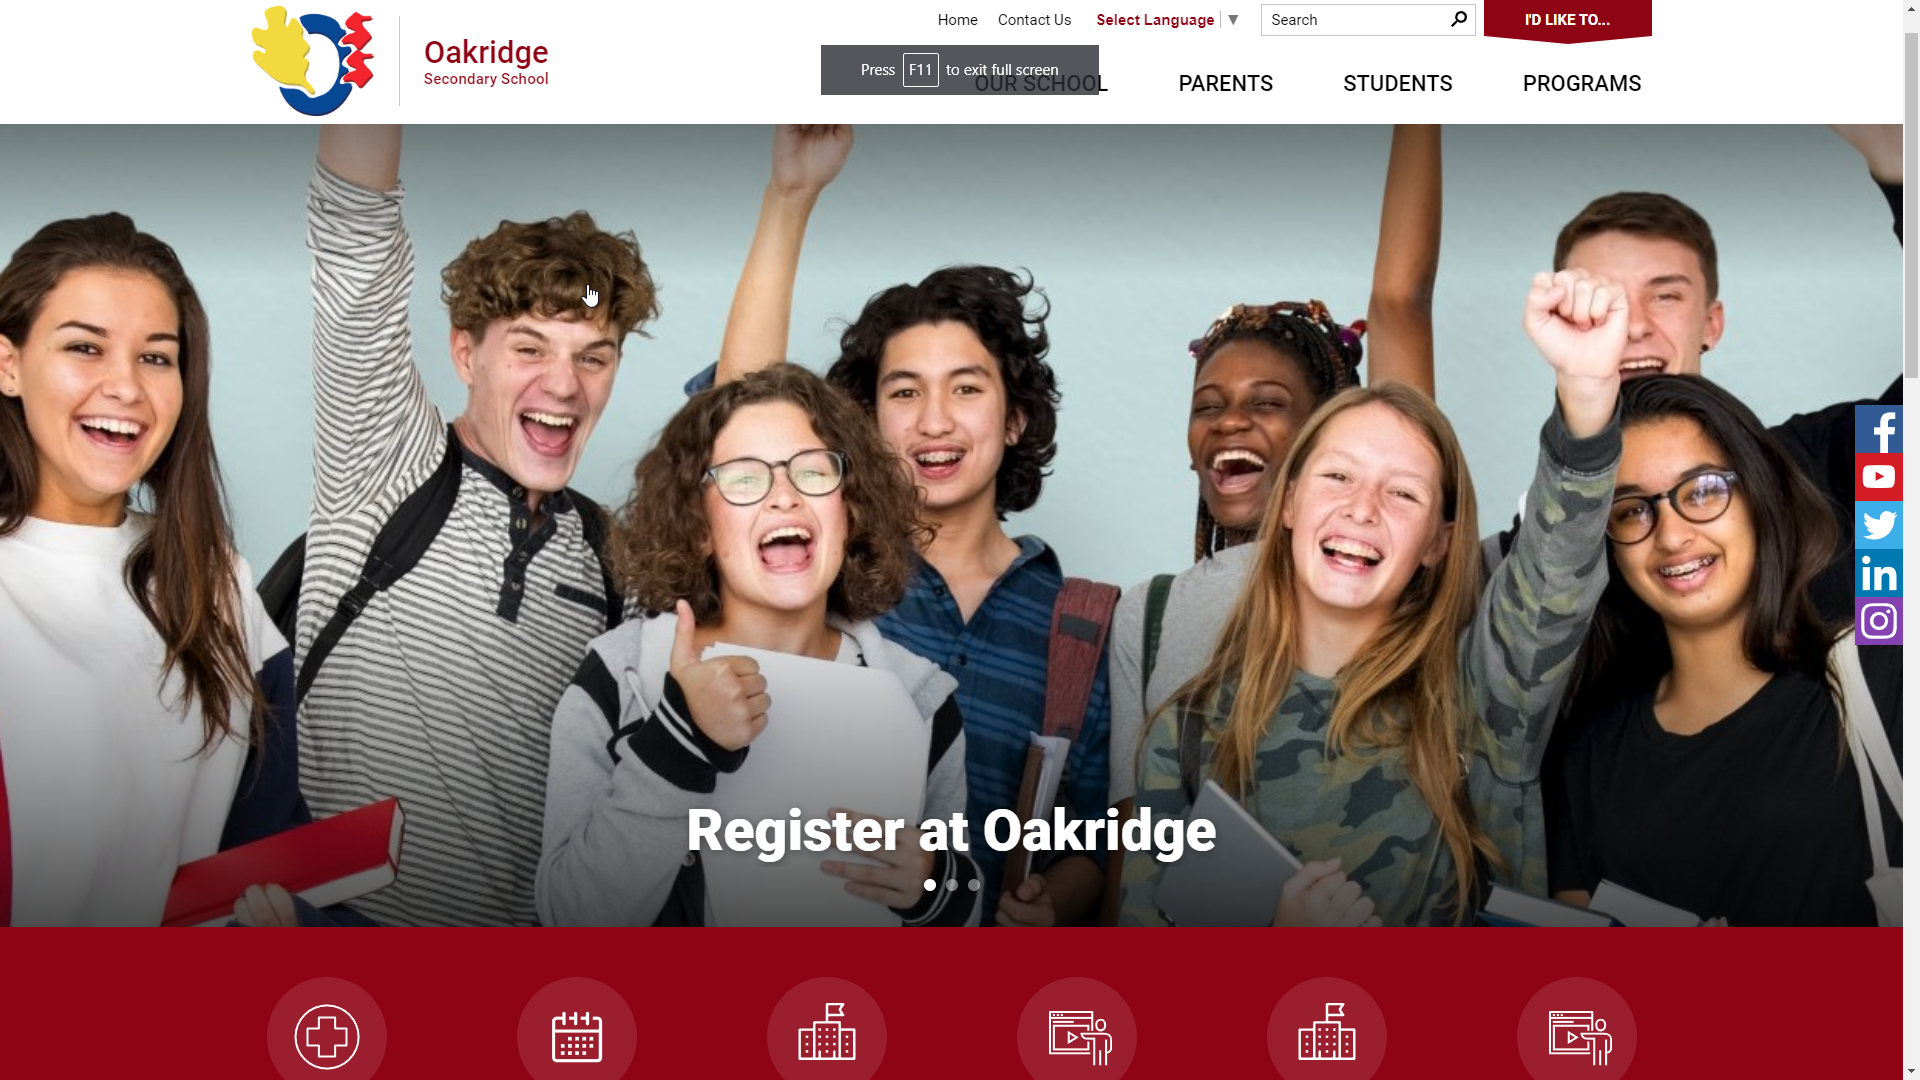 Home Contact Us Select Language ▼ Search I'D LIKE TO...
Oakridge
Secondary School
Press F11 to exit full screen
OUR SCHOOL PARENTS STUDENTS PROGRAMS
Register at Oakridge